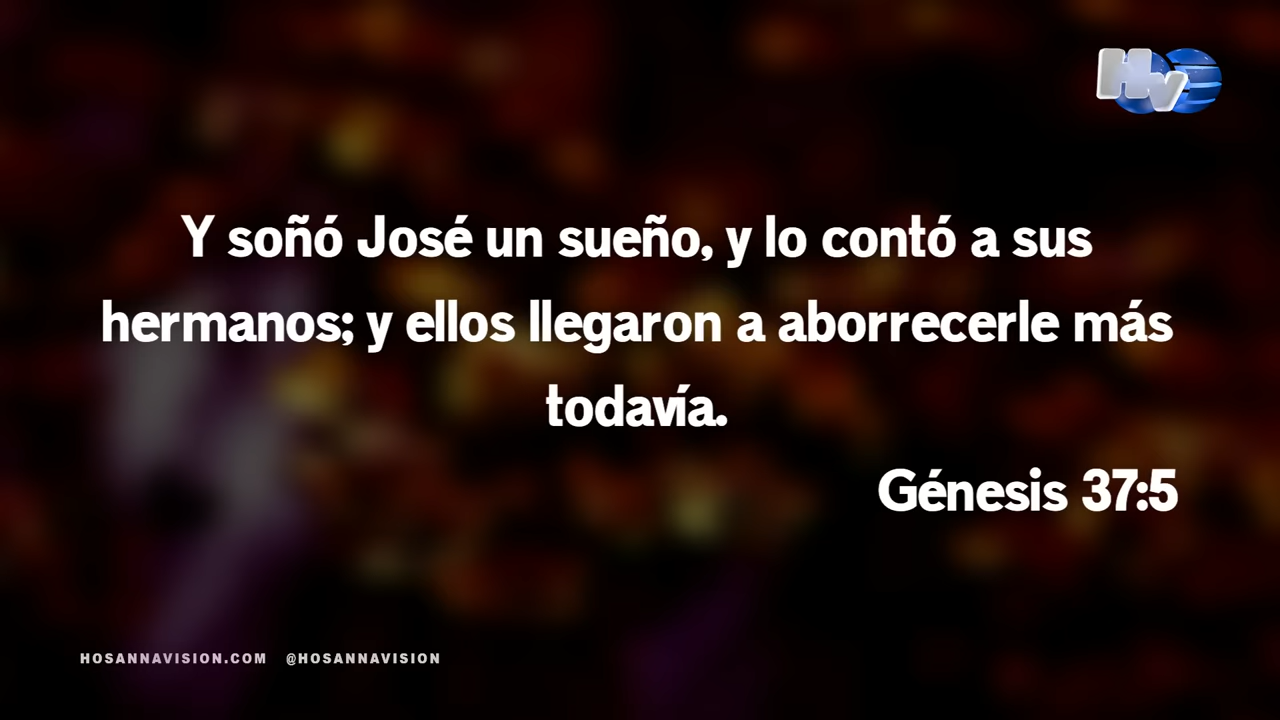 HV
Y soñó José un sueño, y lo contó a sus
hermanos; y ellos llegaron a aborrecerle más
todavía.
Génesis 37:5
HOSANNAVISION.COM @HOSANNAVISION